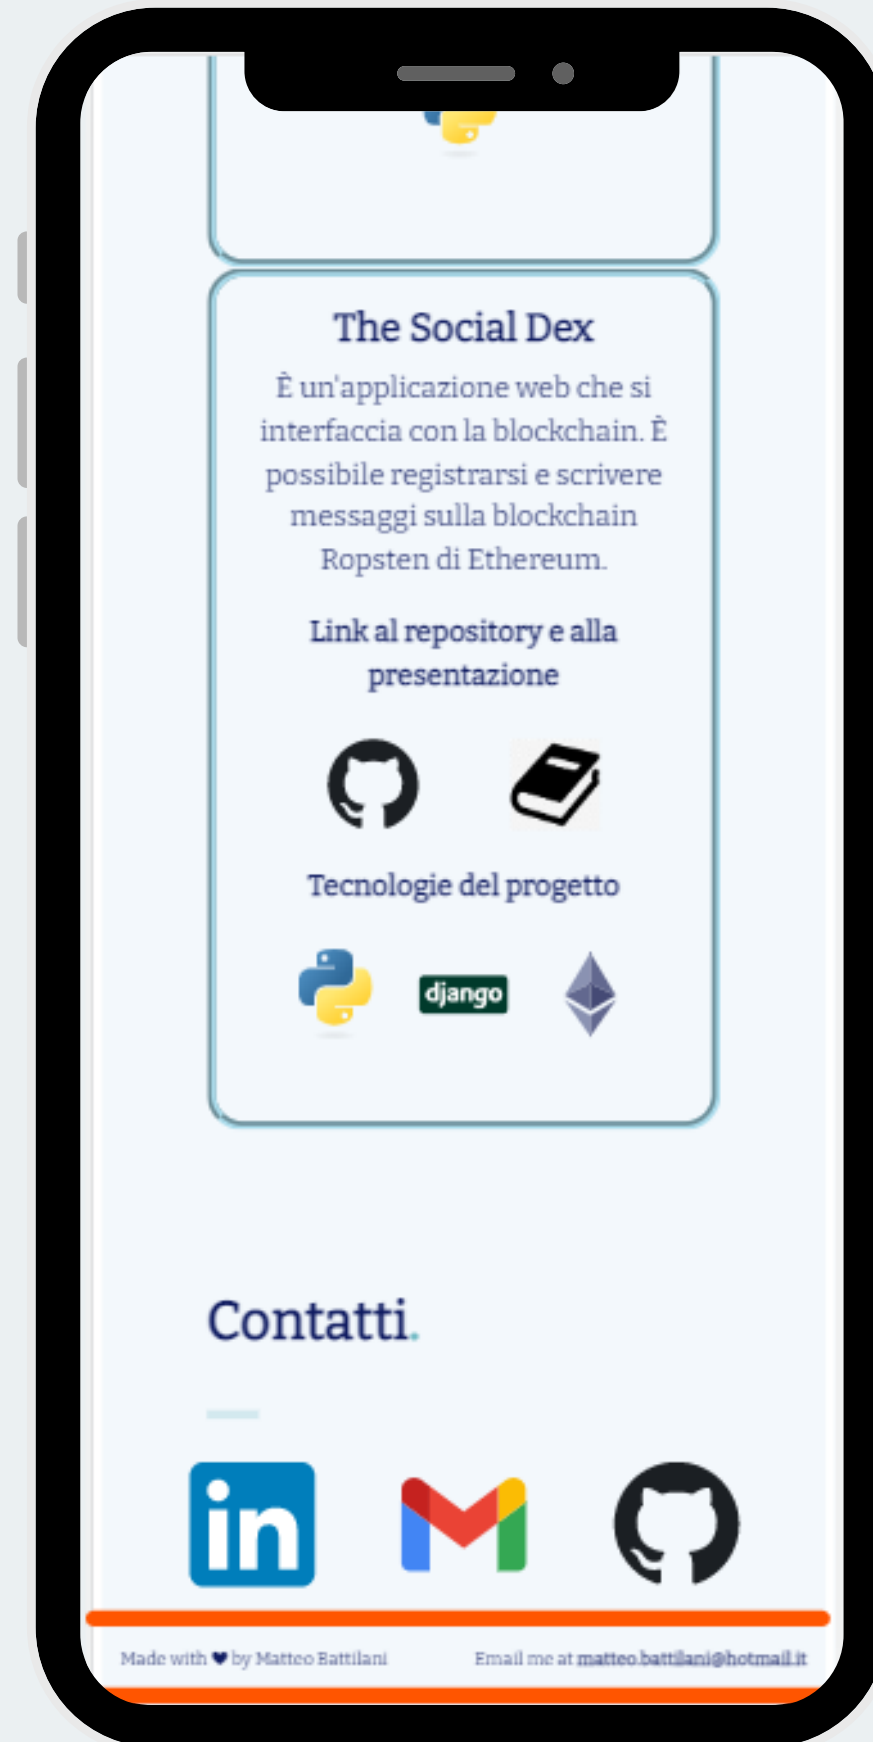 The Social Dex
È un'applicazione web che si
interfaccia con la blockchain. È
possibile registrarsi e scrivere
messaggi sulla blockchain
Ropsten di Ethereum.
Link al repository e alla
presentazione
Tecnologie del progetto
django
Contatti.
in
Made with ♥ by Matteo Battilani
Email me at matteo.battilani@hotmail.it